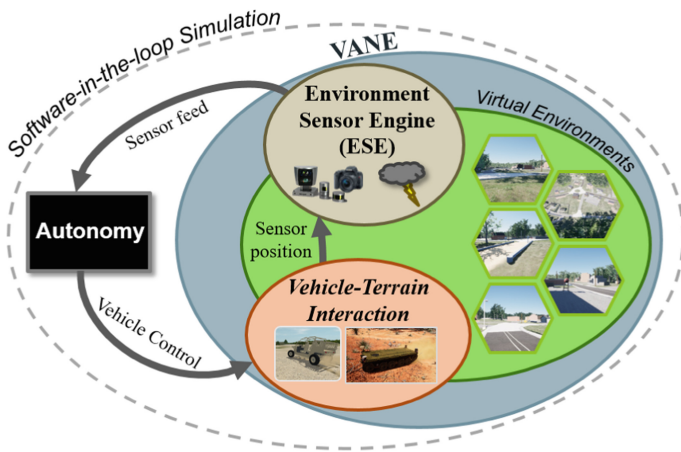 Software-in-the-loop Simulation
VANE
Environment
Sensor Engine
(ESE)
Virtual Environments
Sensor feed
Autonomy
Sensor
position
Vehicle-Terrain
Interaction
Vehicle Control